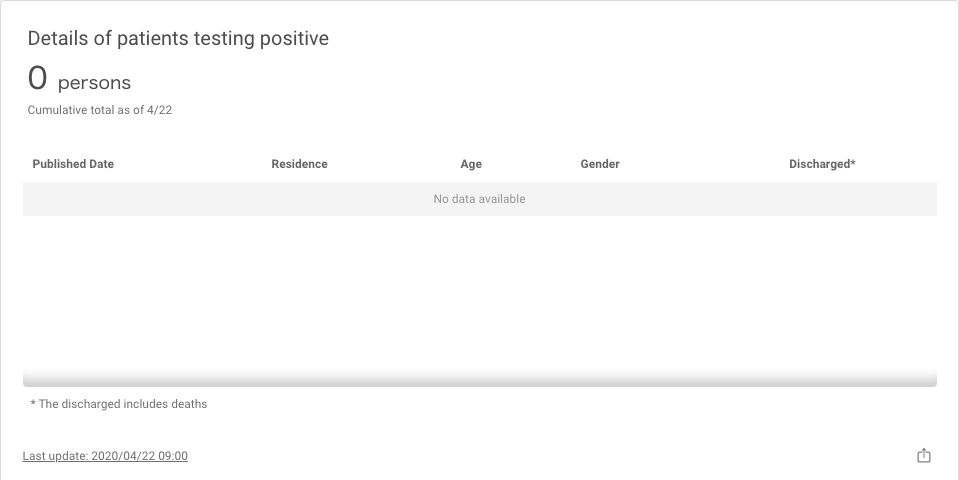 Details of patients testing positive
0 persons
Cumulative total as of 4/22
Published Date Residence Age Gender Discharged*
No data available
* The discharged includes deaths
Last update: 2020/04/22 09:00